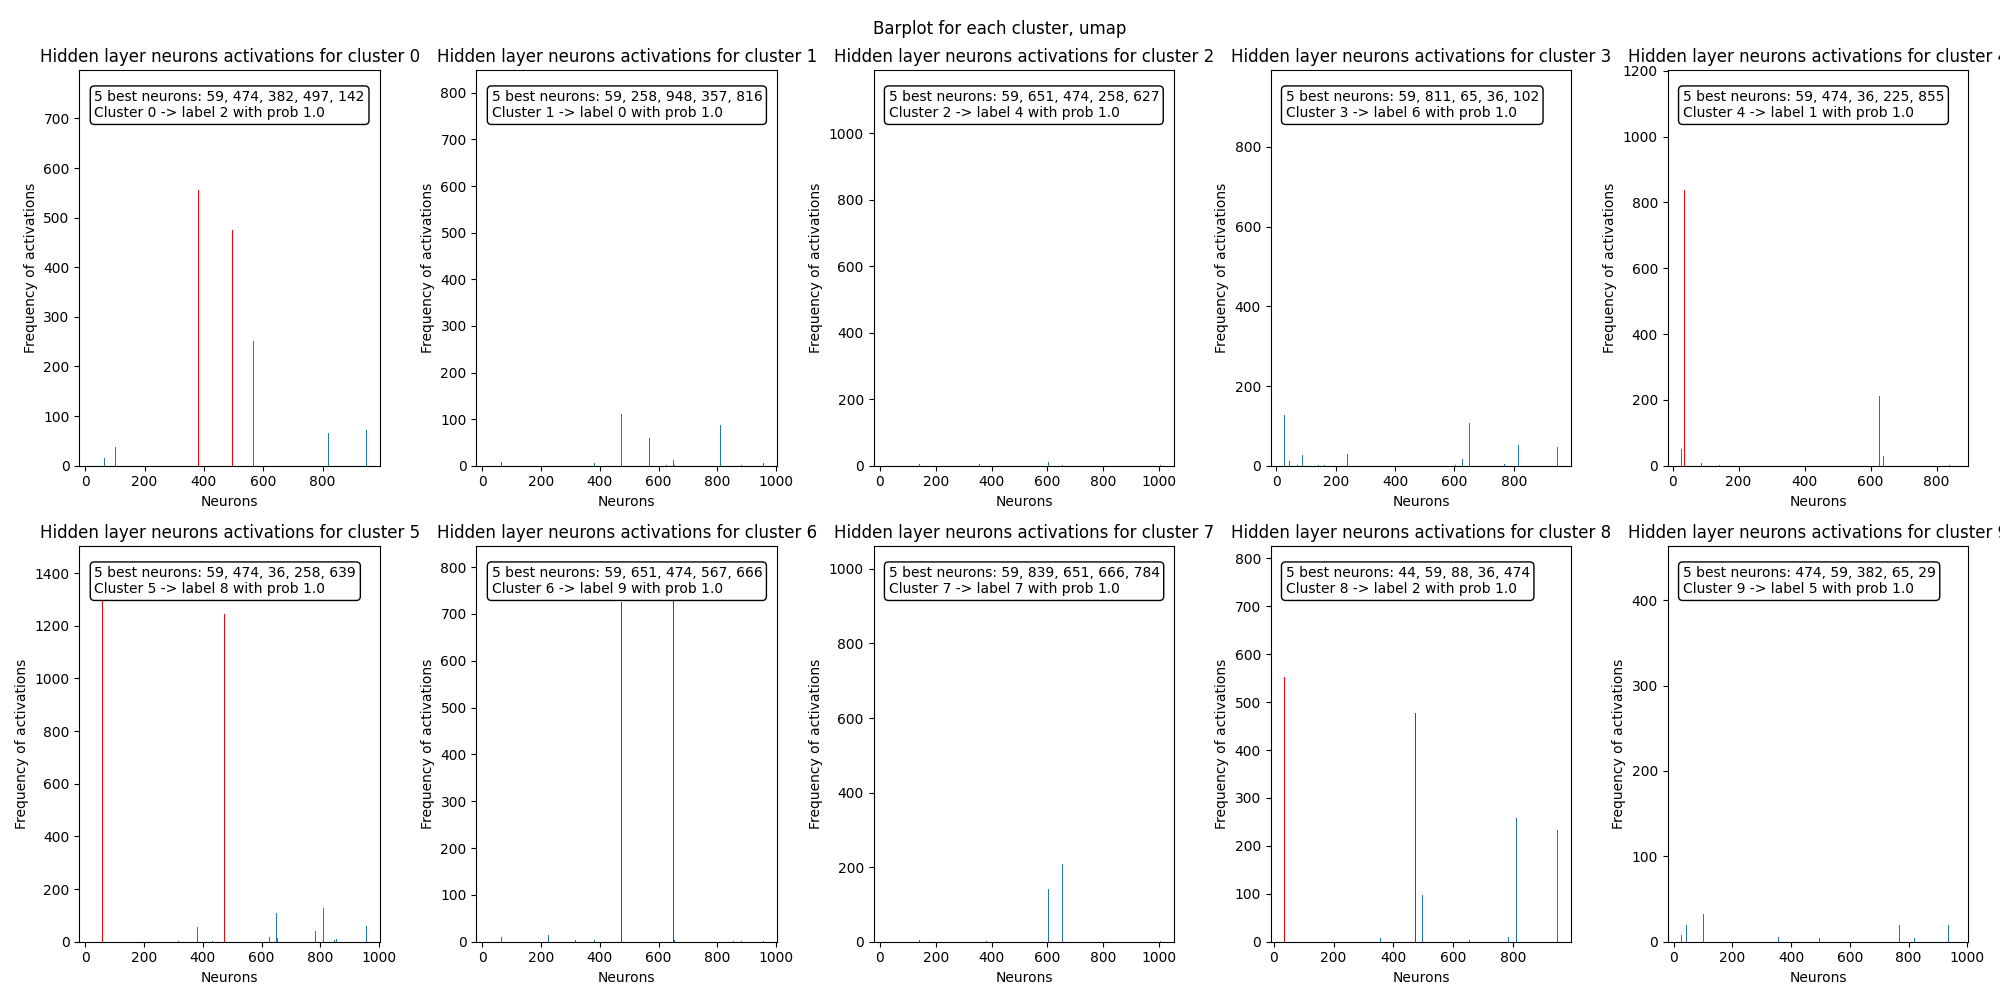 Barplot for each cluster, umap
Hidden layer neurons activations for cluster 0
5 best neurons: 59, 474, 382, 497, 142
Cluster 0 -> label 2 with prob 1.0
Frequency of activations
700
600
500
400
300
200
100
0
0 200 400 600 800
Neurons
Hidden layer neurons activations for cluster 1
5 best neurons: 59, 258, 948, 357, 816
Cluster 1 -> label 0 with prob 1.0
Frequency of activations
800
700
600
500
400
300
200
100
0
0 200 400 600 800 1000
Neurons
Hidden layer neurons activations for cluster 2
5 best neurons: 59, 651, 474, 258, 627
Cluster 2 -> label 4 with prob 1.0
Frequency of activations
1000
800
600
400
200
0
0 200 400 600 800 1000
Neurons
Hidden layer neurons activations for cluster 3
5 best neurons: 59, 811, 65, 36, 102
Cluster 3 -> label 6 with prob 1.0
Frequency of activations
800
600
400
200
0
0 200 400 600 800
Neurons
Hidden layer neurons activations for cluster
5 best neurons: 59, 474, 36, 225, 855
Cluster 4 -> label 1 with prob 1.0
Frequency of activations
1200
1000
800
600
400
200
0
0 200 400 600 800
Neurons
Hidden layer neurons activations for cluster 5
5 best neurons: 59, 474, 36, 258, 639
Cluster 5 -> label 8 with prob 1.0
Frequency of activations
1400
1200
1000
800
600
400
200
0
0 200 400 600 800 1000
Neurons
Hidden layer neurons activations for cluster 6
5 best neurons: 59, 651, 474, 567, 666
Cluster 6 -> label 9 with prob 1.0
Frequency of activations
800
700
600
500
400
300
200
100
0
0 200 400 600 800 1000
Neurons
Hidden layer neurons activations for cluster 7
5 best neurons: 59, 839, 651, 666, 784
Cluster 7 -> label 7 with prob 1.0
Frequency of activations
1000
800
600
400
200
0
0 200 400 600 800 1000
Neurons
Hidden layer neurons activations for cluster 8
5 best neurons: 44, 59, 88, 36, 474
Cluster 8 -> label 2 with prob 1.0
Frequency of activations
800
700
600
500
400
300
200
100
0
0 200 400 600 800
Neurons
Hidden layer neurons activations for cluster
5 best neurons: 474, 59, 382, 65, 29
Cluster 9 -> label 5 with prob 1.0
Frequency of activations
400
300
200
100
0
0 200 400 600 800 1000
Neurons